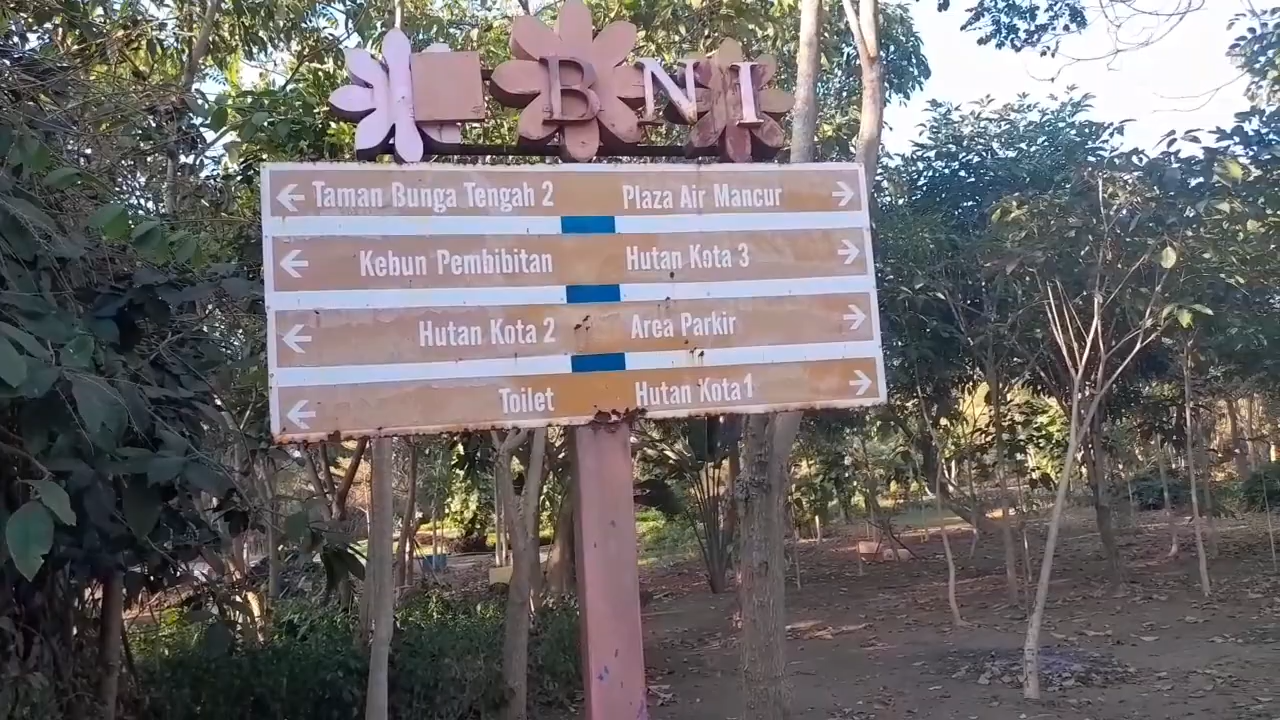 BNI
Taman Bunga Tengah 2 Plaza Air Mancur
Kebun Pembibitan Hutan Kota 3
Hutan Kota 2 Area Parkir
Toilet Hutan Kota 1